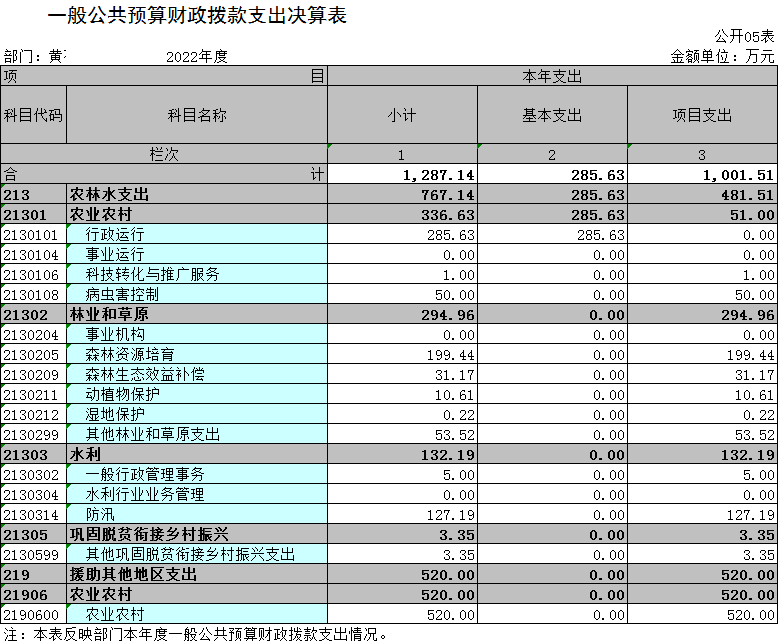 一般公共预算财政拨款支出决算表
公开05表
部门：黄 2022年度 金额单位：万元
项 目 本年支出
科目代码 科目名称 小计 基本支出 项目支出
栏次 1 2 3
合 计 1,287.14 285.63 1,001.51
213 农林水支出 767.14 285.63 481.51
21301 农业农村 336.63 285.63 51.00
2130101 行政运行 285.63 285.63 0.00
2130104 事业运行 0.00 0.00 0.00
2130106 科技转化与推广服务 1.00 0.00 1.00
2130108 病虫害控制 50.00 0.00 50.00
21302 林业和草原 294.96 0.00 294.96
2130204 事业机构 0.00 0.00 0.00
2130205 森林资源培育 199.44 0.00 199.44
2130209 森林生态效益补偿 31.17 0.00 31.17
2130211 动植物保护 10.61 0.00 10.61
2130212 湿地保护 0.22 0.00 0.22
2130299 其他林业和草原支出 53.52 0.00 53.52
21303 水利 132.19 0.00 132.19
2130302 一般行政管理事务 5.00 0.00 5.00
2130304 水利行业业务管理 0.00 0.00 0.00
2130314 防汛 127.19 0.00 127.19
21305 巩固脱贫衔接乡村振兴 3.35 0.00 3.35
2130599 其他巩固脱贫衔接乡村振兴支出 3.35 0.00 3.35
219 援助其他地区支出 520.00 0.00 520.00
21906 农业农村 520.00 0.00 520.00
2190600 农业农村 520.00 0.00 520.00
注：本表反映部门本年度一般公共预算财政拨款支出情况。